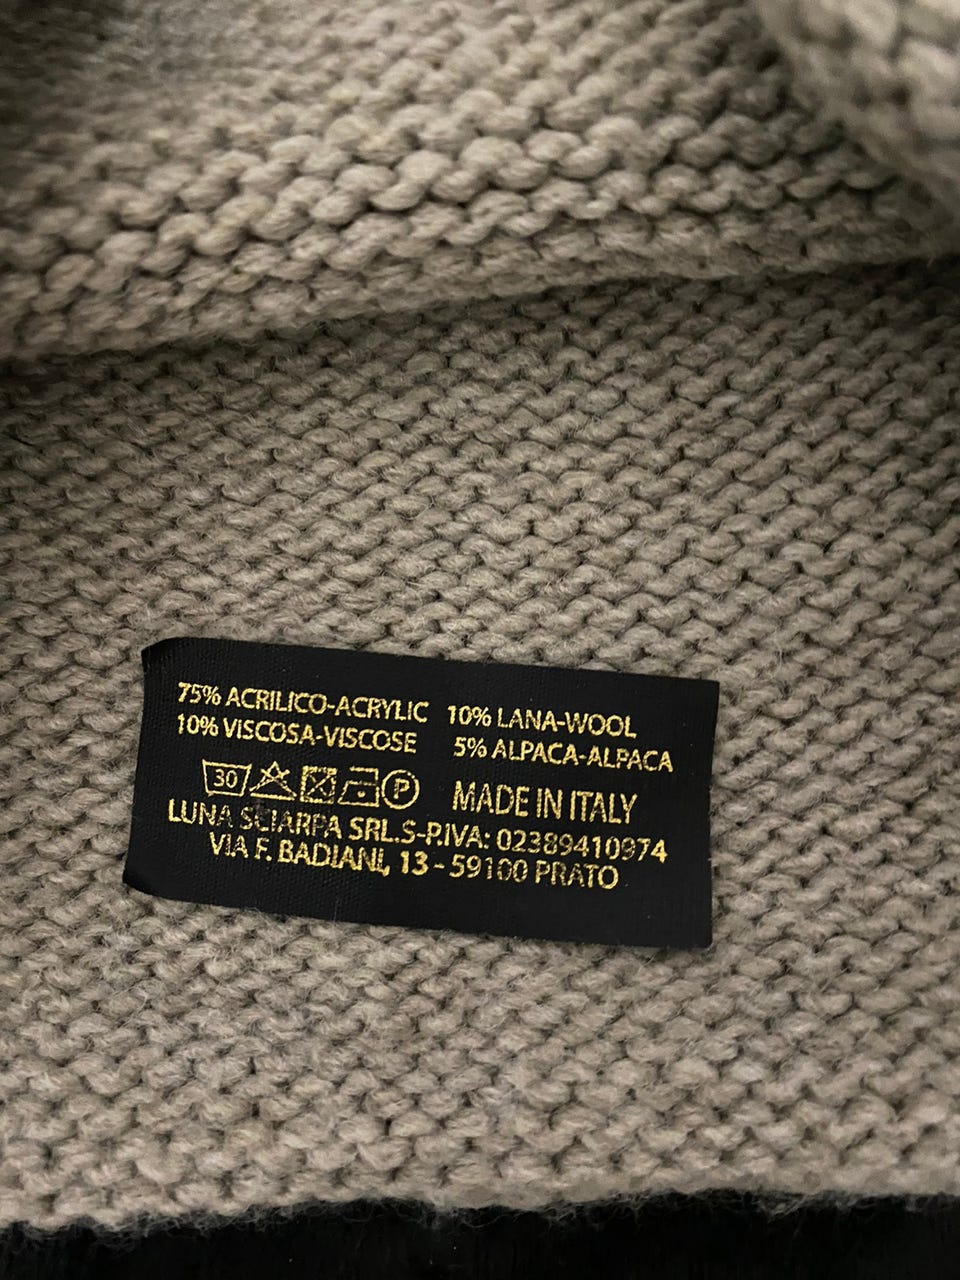 75% ACRILICO-ACRYLIC 10% LANA-WOOL
10% VISCOSA-VISCOSE 5% ALPACA-ALPACA
30 P MADE IN ITALY
LUNA SCIARPA SRL.S-P.IVA: 02389410974
VIA F. BADIANI, 13 - 59100 PRATO